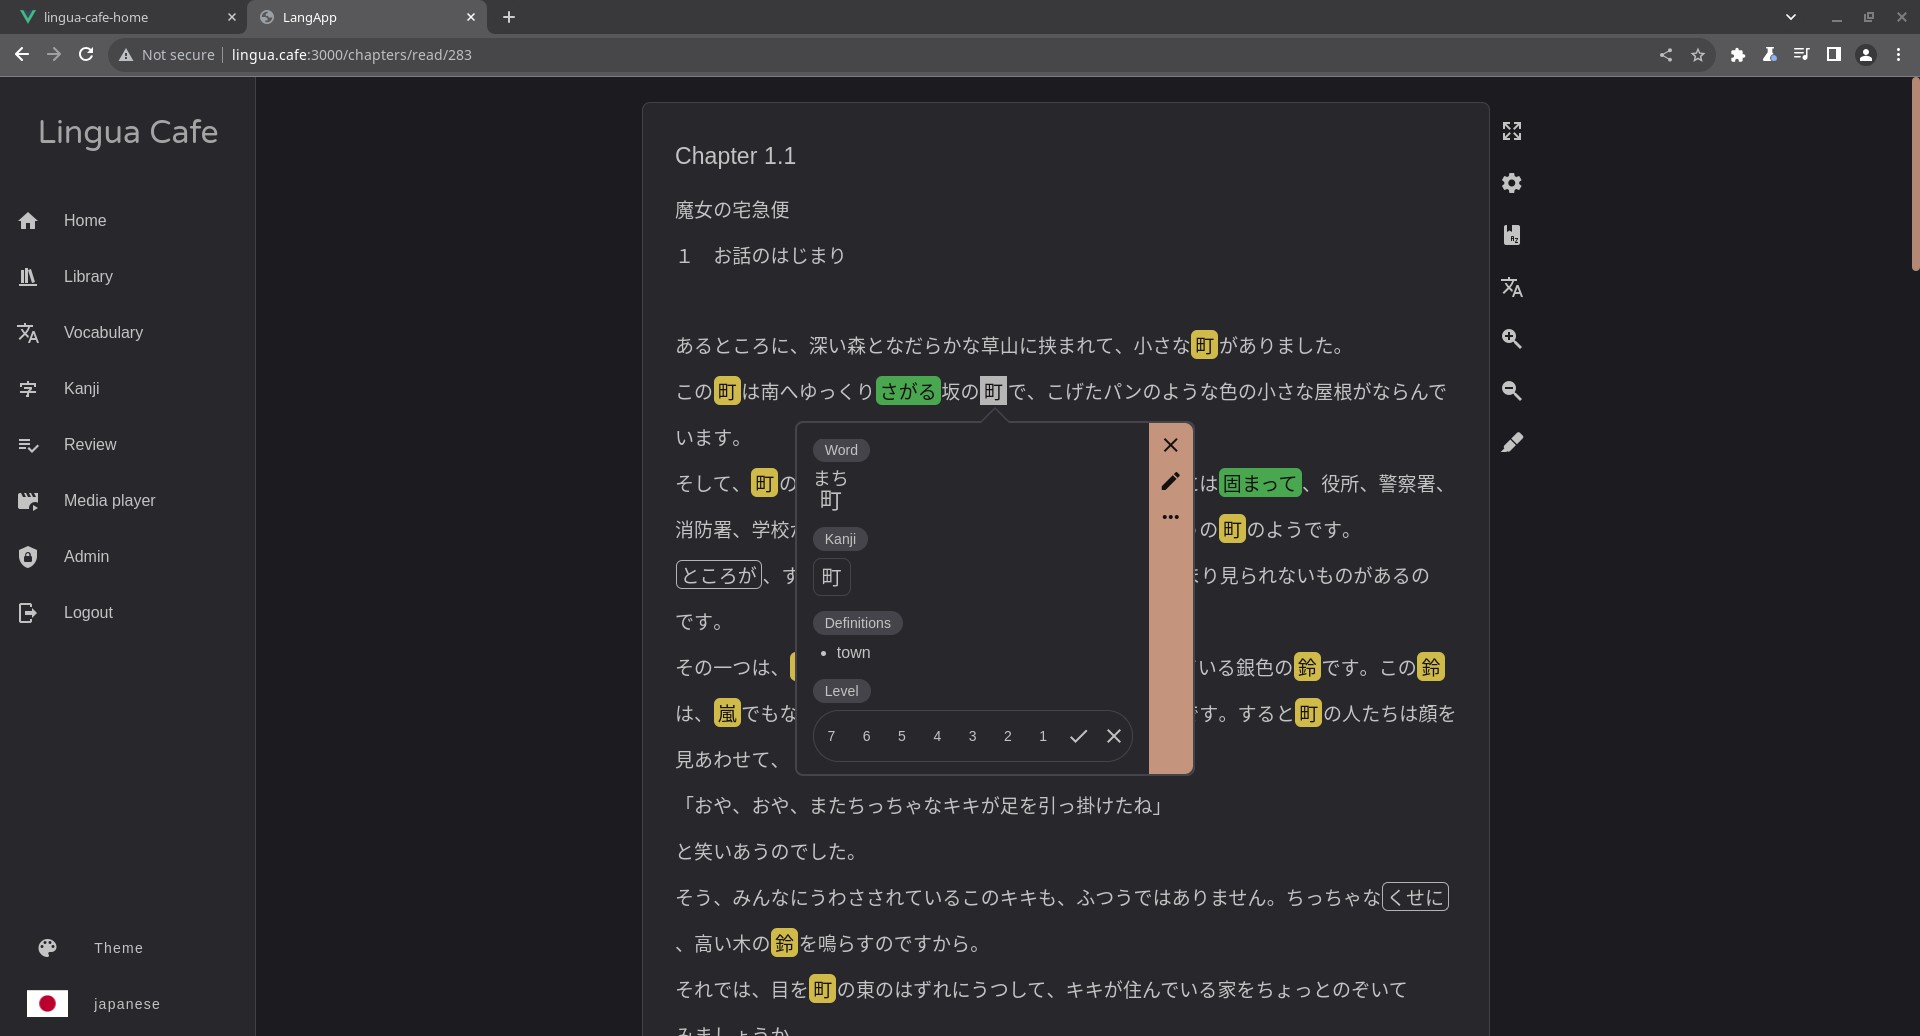 lingua-cafe-home
LangApp
Not secure
lingua.cafe:3000/chapters/read/283
Lingua Cafe
Home
Library
Vocabulary
Kanji
Review
Media player
Admin
Logout
Theme
japanese
Chapter 1.1
魔女の宅急便
１　お話のはじまり
あるところに、深い森となだらかな草山に挟まれて、小さな町がありました。
この町は南へゆっくりさがる坂の町で、こげたパンのような色の小さな屋根がならんで
います。
そして、町の
は固まって、役所、警察署、
消防署、学校
の町のようです。
ところが、す
り見られないものがあるの
です。
その一つは、
いる銀色の鈴です。この鈴
は、嵐でもな
す。すると町の人たちは顔を
見あわせて、
Word
まち
町
Kanji
町
Definitions
• town
Level
7 6 5 4 3 2 1
「おや、おや、またちっちゃなキキが足を引っ掛けたね」
と笑いあうのでした。
そう、みんなにうわさされているこのキキも、ふつうではありません。ちっちゃなくせに
、高い木の鈴を鳴らすのですから。
それでは、目を町の東のはずれにうつして、キキが住んでいる家をちょっとのぞいて
みましょうか